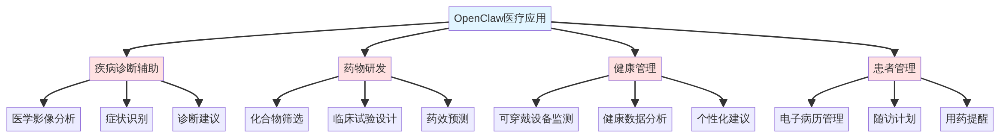 OpenClaw医疗应用
疾病诊断辅助
药物研发
健康管理
患者管理
医学影像分析
症状识别
诊断建议
化合物筛选
临床试验设计
药效预测
可穿戴设备监测
健康数据分析
个性化建议
电子病历管理
随访计划
用药提醒